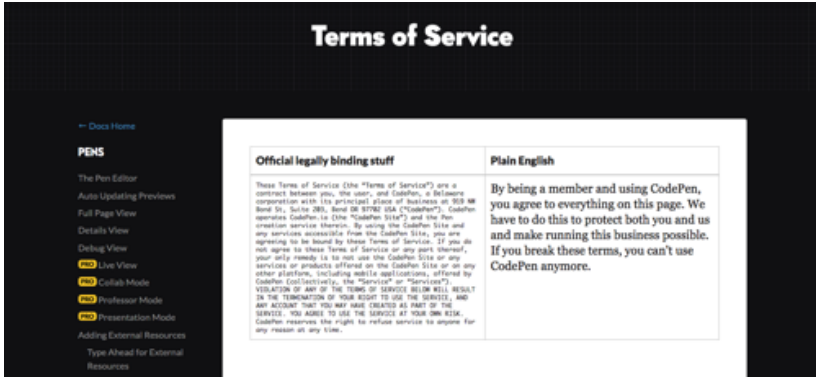 Terms of Service
← Docs Home
PENS
The Pen Editor
Auto Updating Previews
Full Page View
Details View
Debug View
PRO Live View
PRO Collab Mode
PRO Professor Mode
PRO Presentation Mode
Adding External Resources
Type Ahead for External
Resources
Official legally binding stuff
These Terms of Service (the "Terms of Service") are a
contract between you, the user, and CodePen, a Delaware
corporation with its principal place of business at 919 NW
Bond St, Suite 203, Bend OR 97702 USA ("CodePen"). CodePen
operates CodePen.io (the "CodePen Site") and the Pen
creation service therein. By using the CodePen Site and
any services accessible from the CodePen Site, you are
agreeing to be bound by these Terms of Service. If you do
not agree to these Terms of Service or any part thereof,
your only remedy is to not use the CodePen Site or any
services or products offered on the CodePen Site or on any
other platform, including mobile applications, offered by
CodePen (collectively, the "Service" or "Services").
VIOLATION OF ANY OF THE TERMS OF SERVICE BELOW WILL RESULT
IN THE TERMINATION OF YOUR RIGHT TO USE THE SERVICE, AND
ANY ACCOUNT THAT YOU MAY HAVE CREATED AS PART OF THE
SERVICE. YOU AGREE TO USE THE SERVICE AT YOUR OWN RISK.
CodePen reserves the right to refuse service to anyone for
any reason at any time.
Plain English
By being a member and using CodePen,
you agree to everything on this page. We
have to do this to protect both you and us
and make running this business possible.
If you break these terms, you can't use
CodePen anymore.